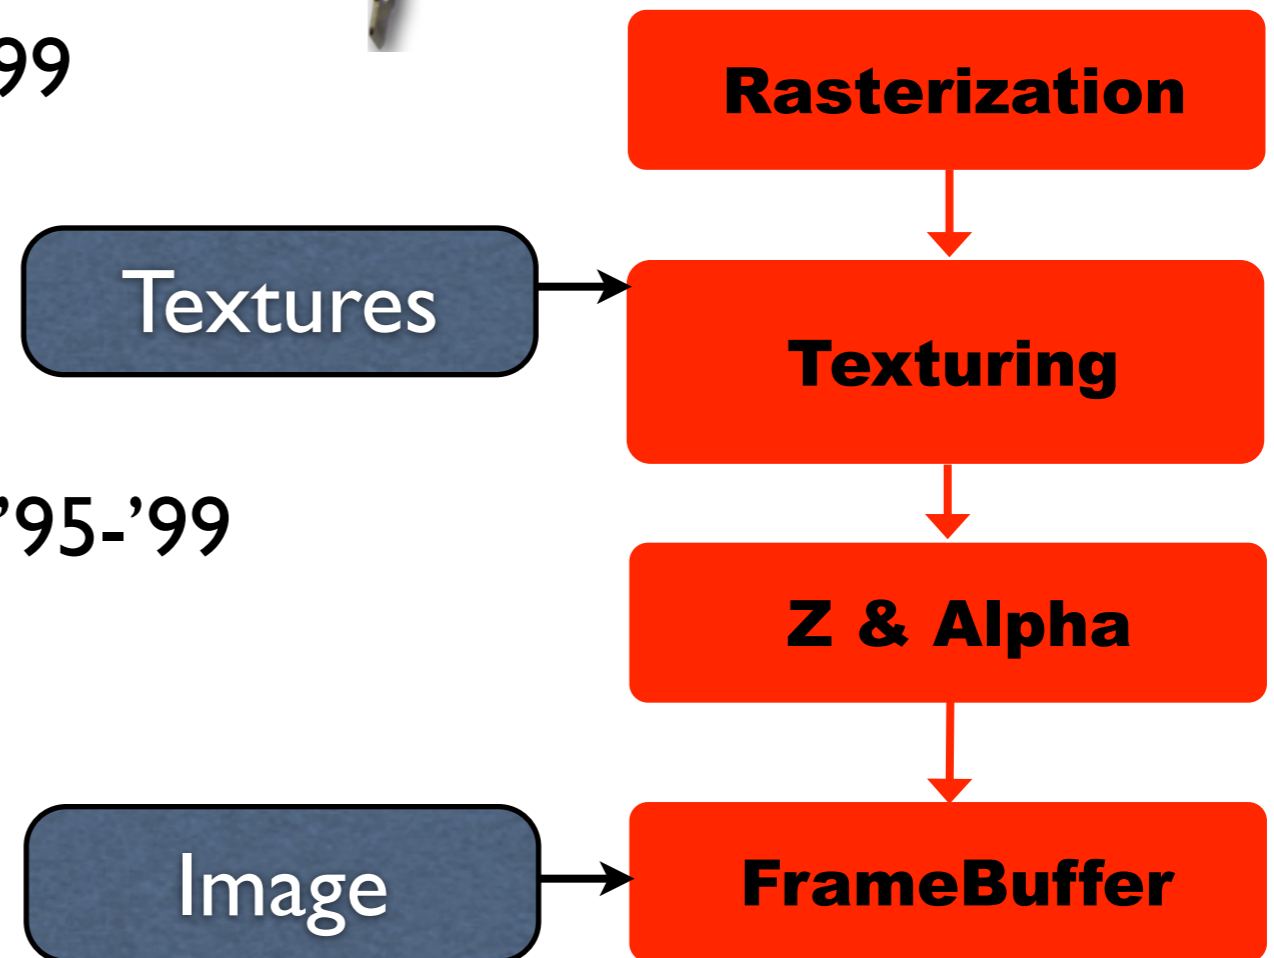 99
Rasterization
Textures
Texturing
’95-’99
Z & Alpha
Image
FrameBuffer